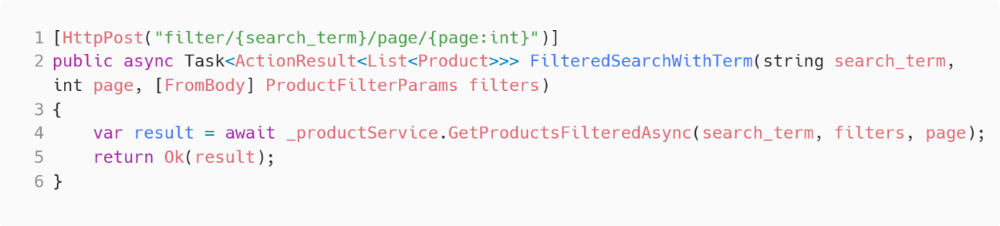 1 [HttpPost("filter/{search_term}/page/{page:int}")]
2 public async Task<ActionResult<List<Product>>> FilteredSearchWithTerm(string search_term,
int page, [FromBody] ProductFilterParams filters)
3 {
4     var result = await _productService.GetProductsFilteredAsync(search_term, filters, page);
5     return Ok(result);
6 }